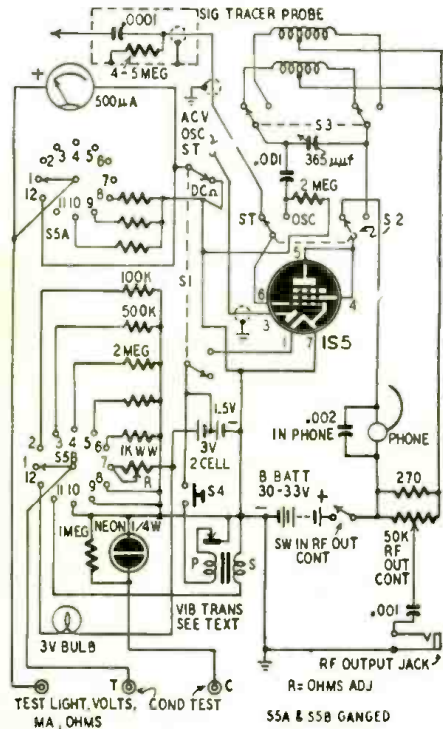 SIG TRACER PROBE
.0001
4-5 MEG
+
500µA
ACV
OSC
ST
DCΩ
S3
.001
365µµf
2 MEG
ST
OSC
S2
1 2 3 4 5 6 7 8 9 10 11 12
S5A
S1
5
6
4
3
1
7
1S5
100K
500K
2 MEG
1K WW
R
1 2 3 4 5 6 7 8 9 10 11 12
S5B
1.5V
3V
2 CELL
S4
.002
IN PHONE
PHONE
B BATT
30-33V
+
SW IN RF OUT
CONT
270
50K
RF
OUT
CONT
.001
1MEG
NEON 1/4W
P
S
VIB TRANS
SEE TEXT
3V BULB
RF OUTPUT JACK
T
COND TEST
C
TEST LIGHT, VOLTS,
MA, OHMS
R=OHMS ADJ
S5A & S5B GANGED